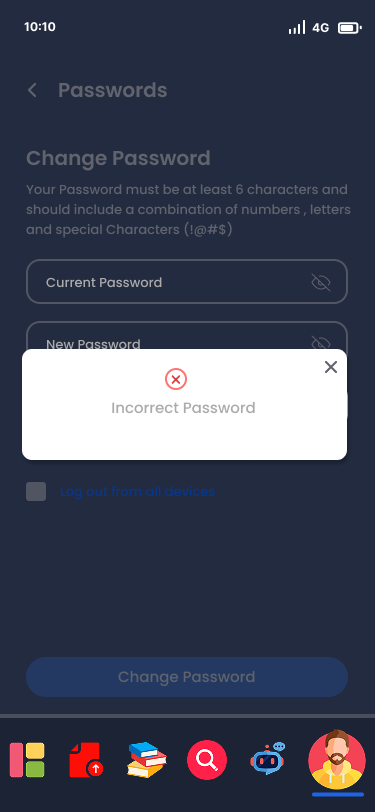 10:10
4G
Passwords
Change Password
Your Password must be at least 6 characters and
should include a combination of numbers , letters
and special Characters (!@#$)
Current Password
New Password
Incorrect Password
Log out from all devices
Change Password